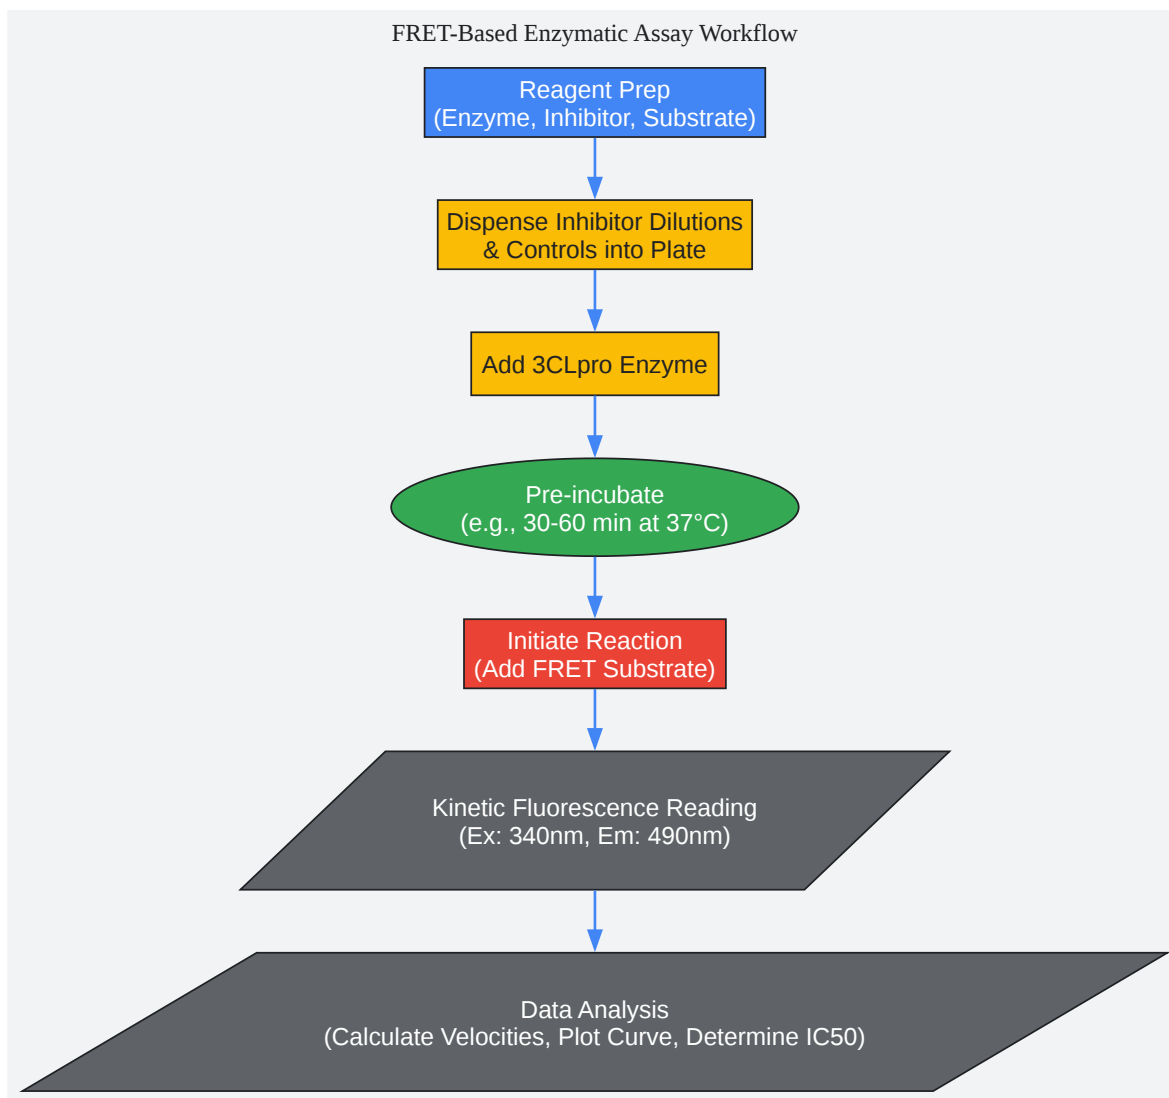 FRET-Based Enzymatic Assay Workflow
Reagent Prep
(Enzyme, Inhibitor, Substrate)
Dispense Inhibitor Dilutions
& Controls into Plate
Add 3CLpro Enzyme
Pre-incubate
(e.g., 30-60 min at 37°C)
Initiate Reaction
(Add FRET Substrate)
Kinetic Fluorescence Reading
(Ex: 340nm, Em: 490nm)
Data Analysis
(Calculate Velocities, Plot Curve, Determine IC50)